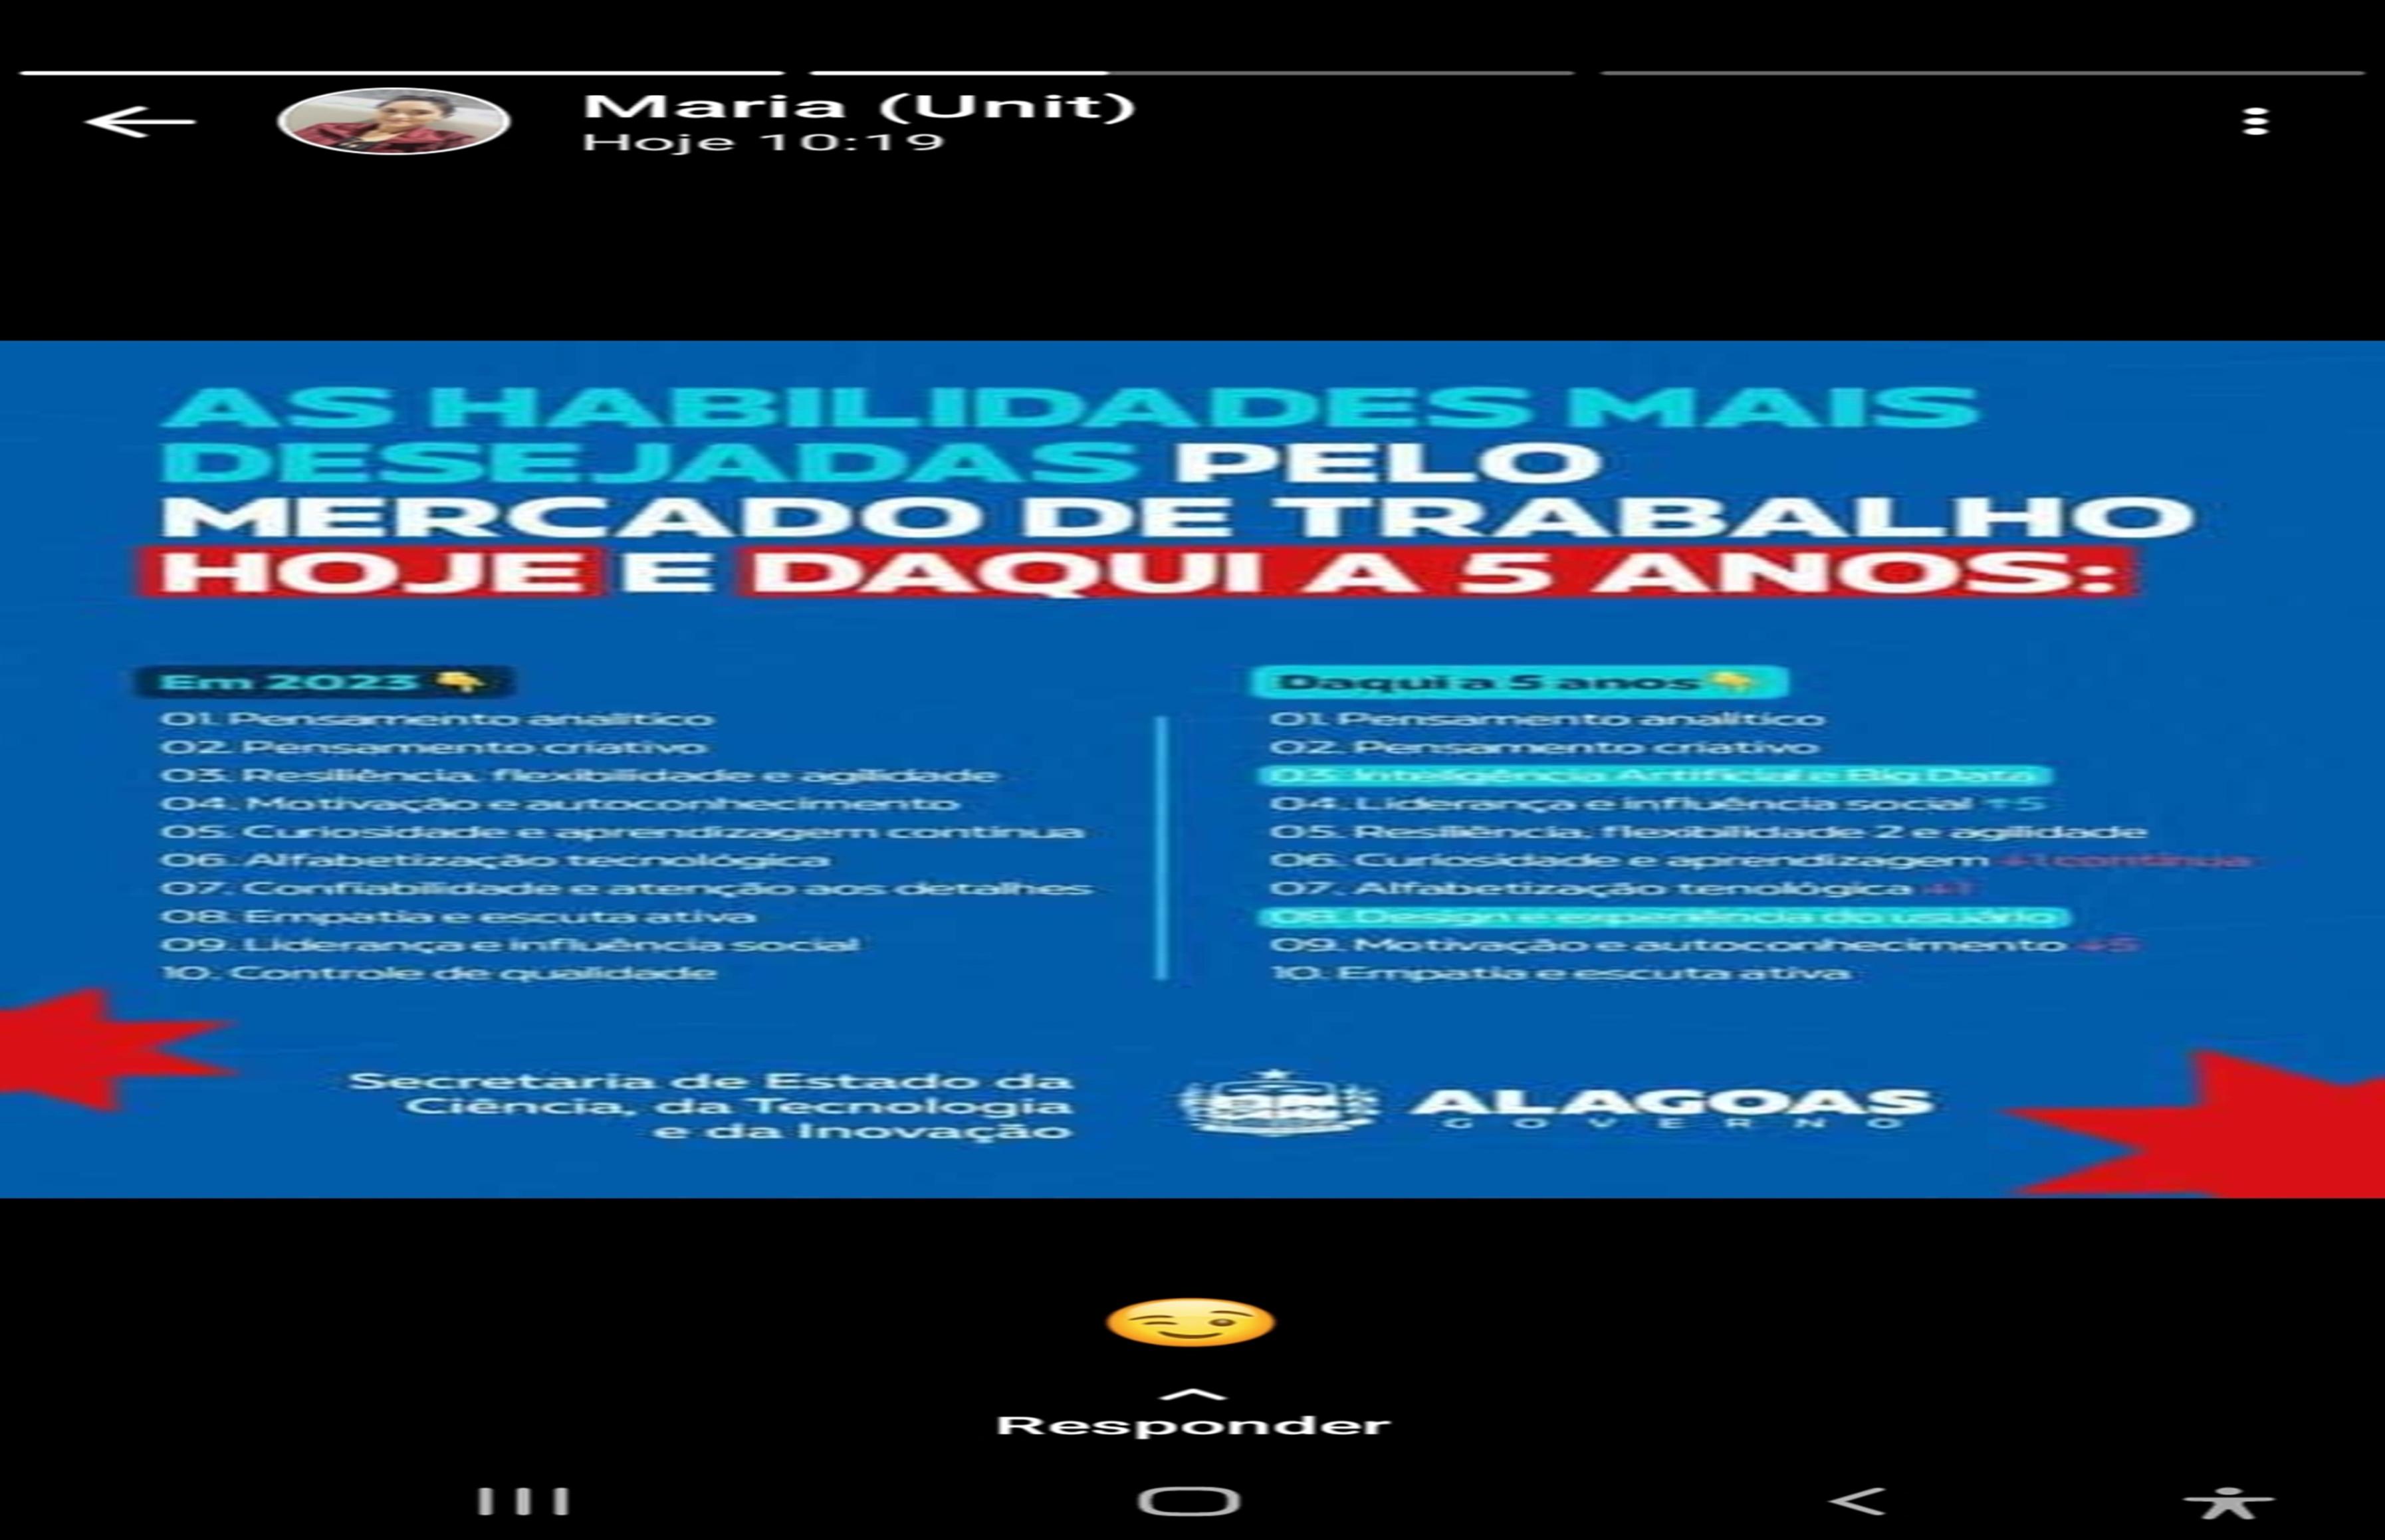 Maria (Unit)
Hoje 10:19
AS HABILIDADES MAIS
DESEJADAS PELO
MERCADO DE TRABALHO
HOJE E DAQUI A 5 ANOS:
Em 2023
01. Pensamento analítico
02. Pensamento criativo
03. Resiliência, flexibilidade e agilidade
04. Motivação e autoconhecimento
05. Curiosidade e aprendizagem contínua
06. Alfabetização tecnológica
07. Confiabilidade e atenção aos detalhes
08. Empatia e escuta ativa
09. Liderança e influência social
10. Controle de qualidade
Daqui a 5 anos
01. Pensamento analítico
02. Pensamento criativo
03. Inteligência Artificial e Big Data
04. Liderança e influência social +5
05. Resiliência, flexibilidade 2 e agilidade
06. Curiosidade e aprendizagem ↓1 contínua
07. Alfabetização tenológica ↓1
08. Design e experiência do usuário
09. Motivação e autoconhecimento ↓5
10. Empatia e escuta ativa
Secretaria de Estado da
Ciência, da Tecnologia
e da Inovação
ALAGOAS
GOVERNO
Responder